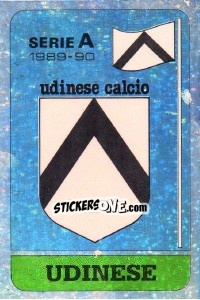 SERIE A
1989-90
udinese calcio
STICKERSONE.com
UDINESE